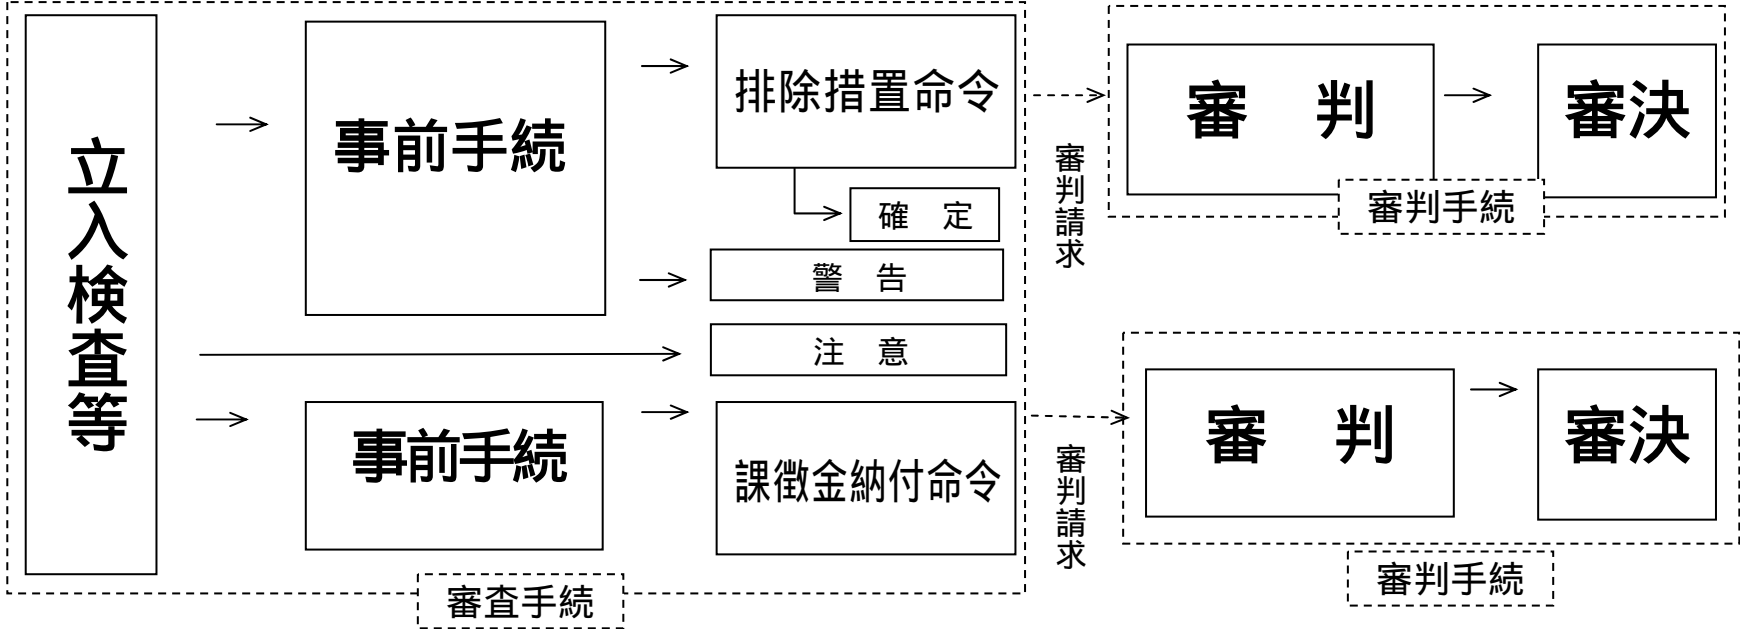 立入検査等
事前手続
排除措置命令
確　定
警　告
注　意
事前手続
課徴金納付命令
審査手続
審判請求
審　判
審決
審判手続
審判請求
審　判
審決
審判手続